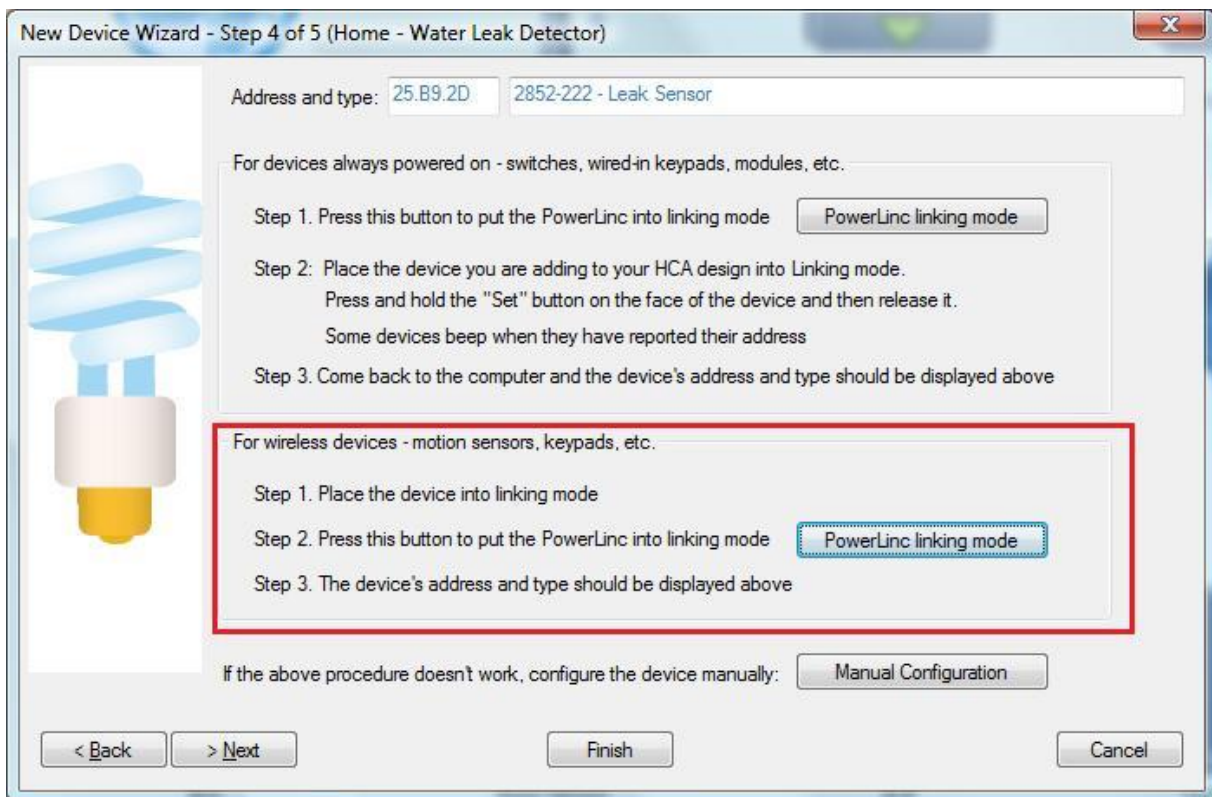 New Device Wizard - Step 4 of 5 (Home - Water Leak Detector)
Address and type: 25.B9.2D 2852-222 - Leak Sensor
For devices always powered on - switches, wired-in keypads, modules, etc.
Step 1. Press this button to put the PowerLinc into linking mode PowerLinc linking mode
Step 2: Place the device you are adding to your HCA design into Linking mode.
Press and hold the "Set" button on the face of the device and then release it.
Some devices beep when they have reported their address
Step 3. Come back to the computer and the device's address and type should be displayed above
For wireless devices - motion sensors, keypads, etc.
Step 1. Place the device into linking mode
Step 2. Press this button to put the PowerLinc into linking mode PowerLinc linking mode
Step 3. The device's address and type should be displayed above
If the above procedure doesn't work, configure the device manually: Manual Configuration
< Back > Next Finish Cancel